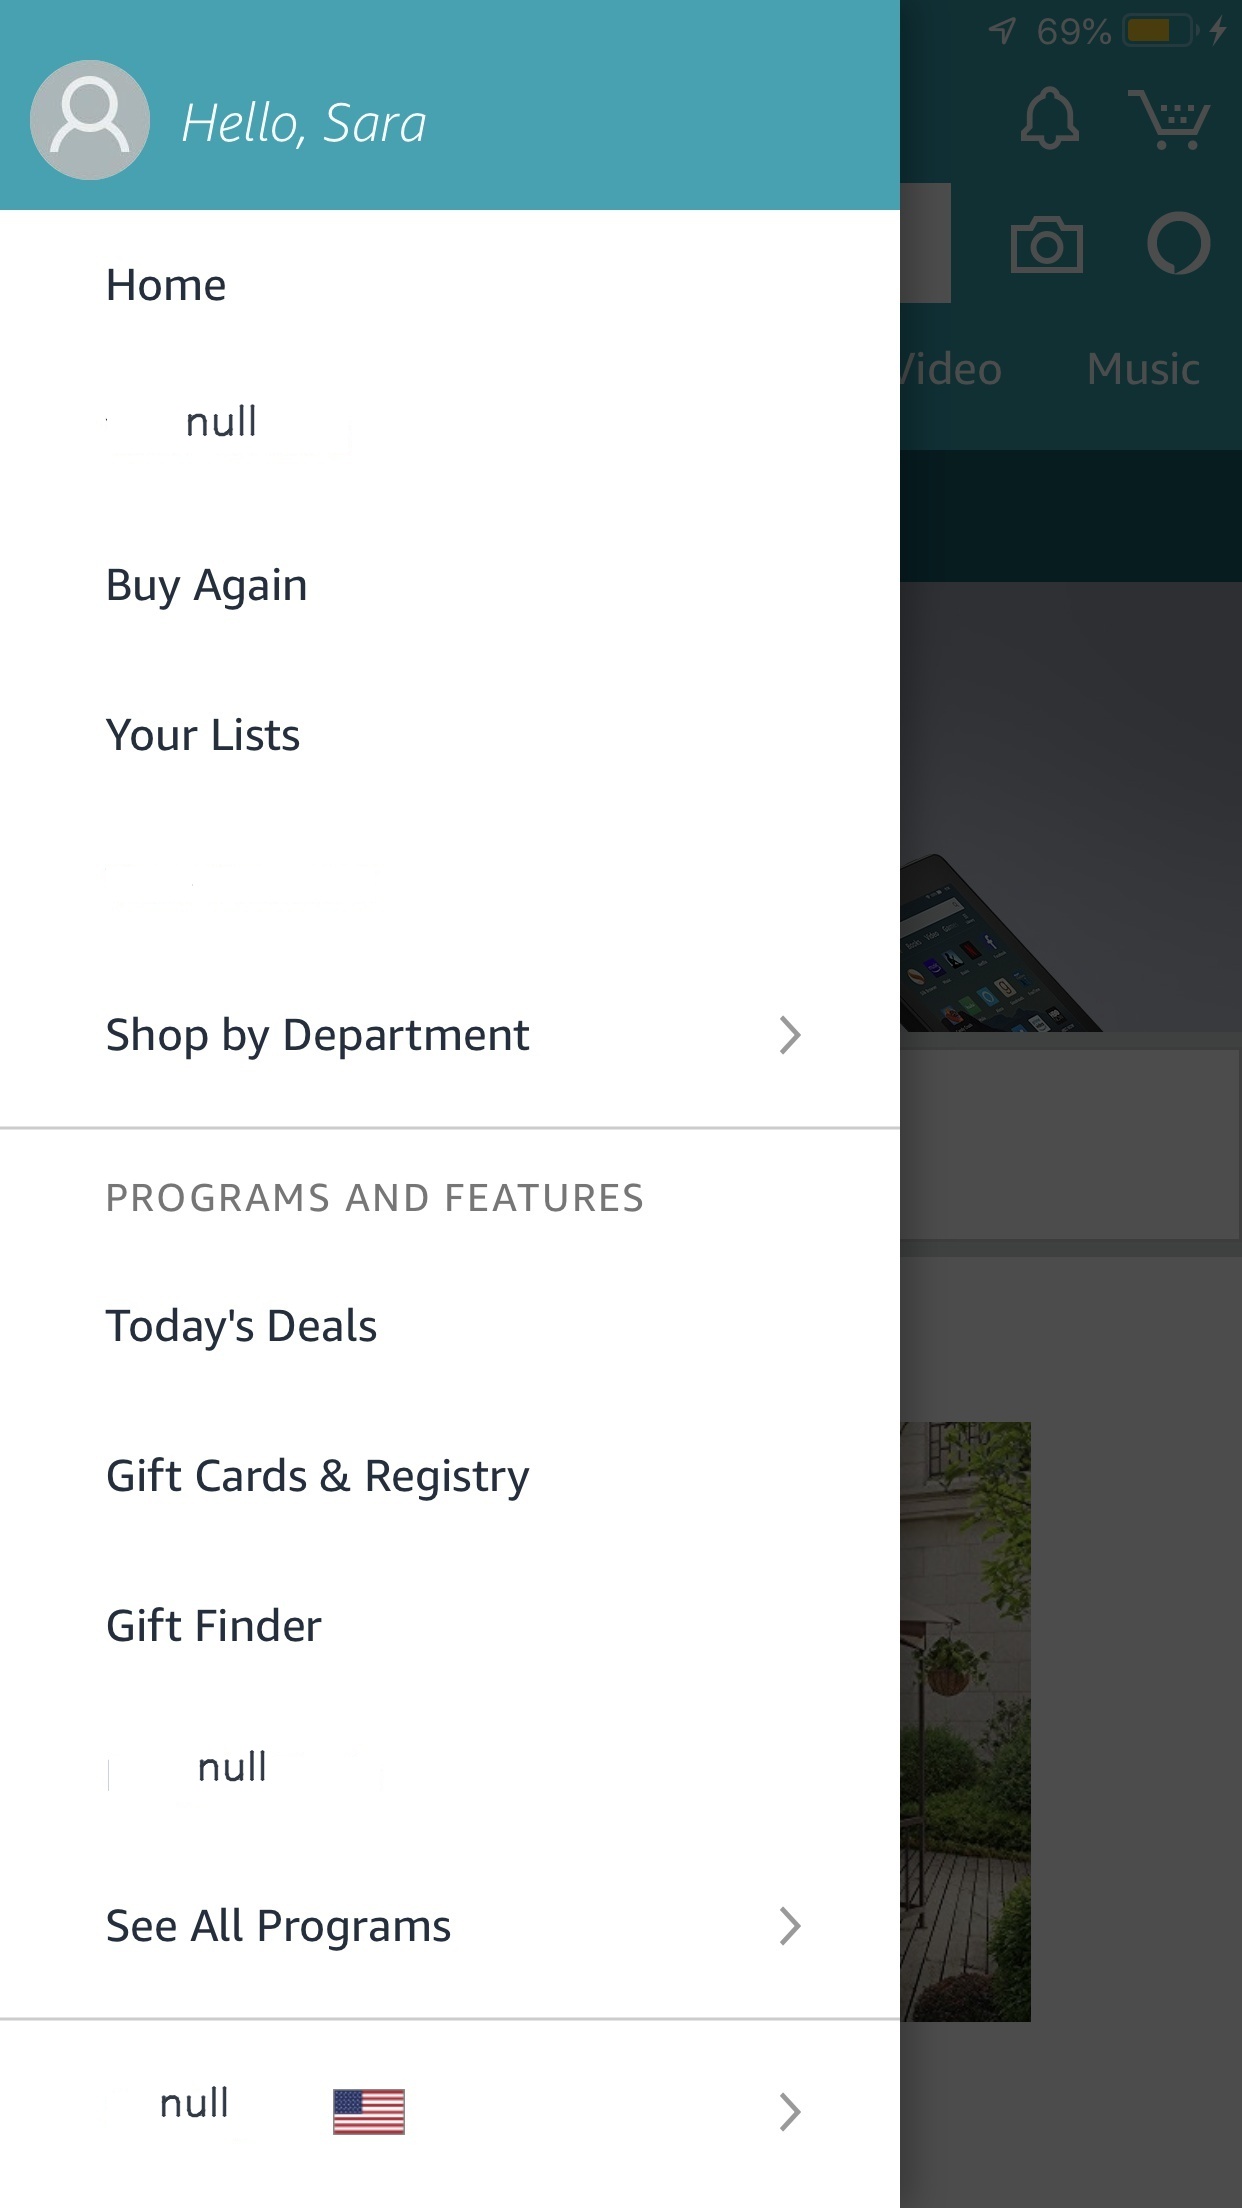 69%
Hello, Sara
Video
Music
Home
null
Buy Again
Your Lists
Shop by Department
PROGRAMS AND FEATURES
Today's Deals
Gift Cards & Registry
Gift Finder
null
See All Programs
null